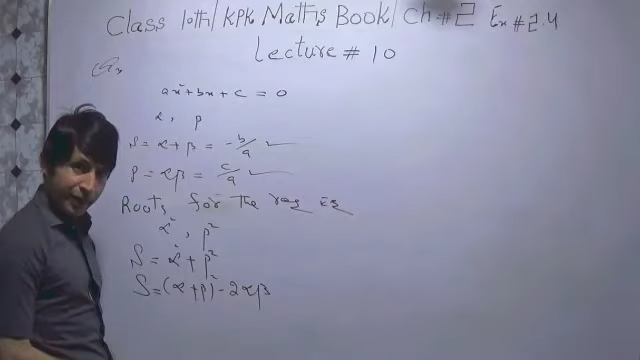 Class 10th/KPK Maths Book/Ch#2 Ex#2.4
Lecture # 10
ax²+bx+c=0
α, β
S = α+β = -b/a
P = αβ = c/a
Roots for the req Eq
α², β²
S = α²+β²
S = (α+β)² - 2αβ